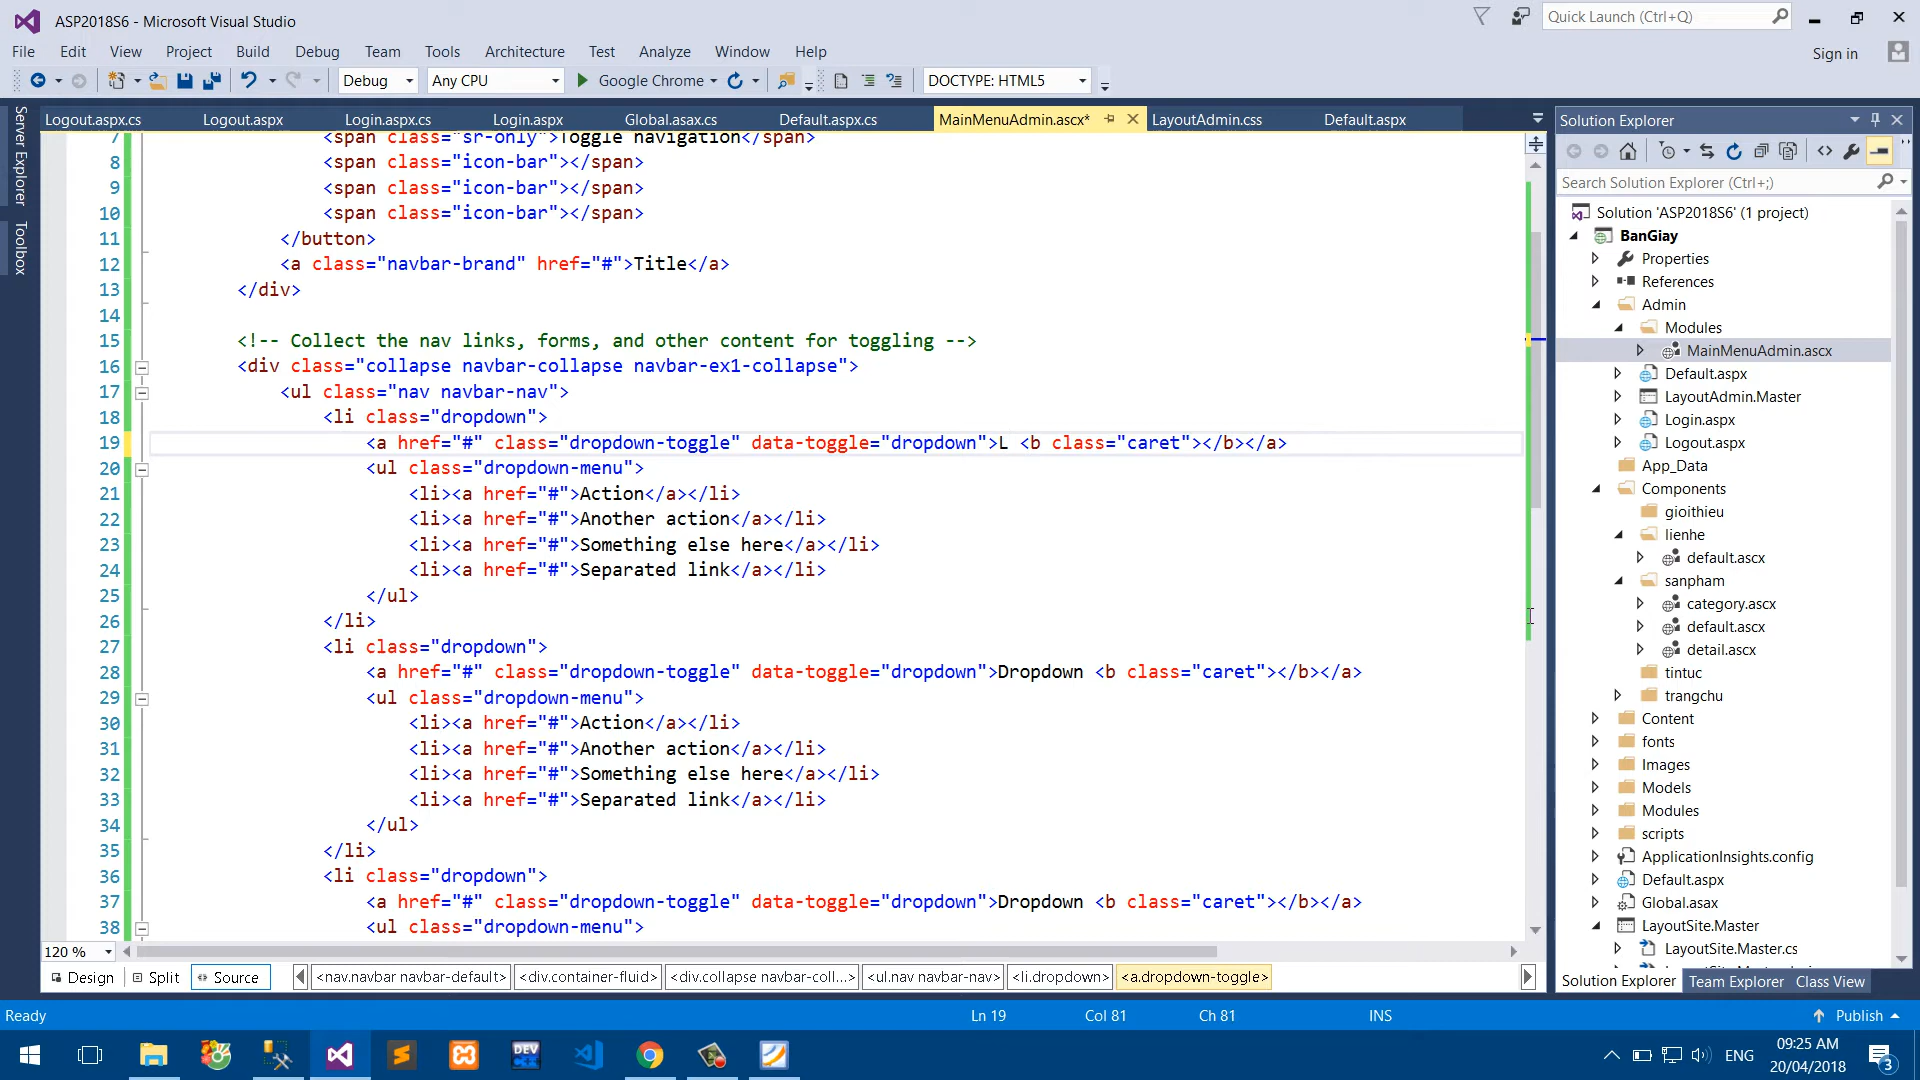 ASP2018S6 - Microsoft Visual Studio
Quick Launch (Ctrl+Q)
File Edit View Project Build Debug Team Tools Architecture Test Analyze Window Help
Sign in
Debug Any CPU Google Chrome DOCTYPE: HTML5
Server Explorer
Toolbox
Logout.aspx.cs Logout.aspx Login.aspx.cs Login.aspx Global.asax.cs Default.aspx.cs MainMenuAdmin.ascx* LayoutAdmin.css Default.aspx
7 <span class="sr-only">Toggle navigation</span>
8 <span class="icon-bar"></span>
9 <span class="icon-bar"></span>
10 <span class="icon-bar"></span>
11 </button>
12 <a class="navbar-brand" href="#">Title</a>
13 </div>
14
15 <!-- Collect the nav links, forms, and other content for toggling -->
16 <div class="collapse navbar-collapse navbar-ex1-collapse">
17 <ul class="nav navbar-nav">
18 <li class="dropdown">
19 <a href="#" class="dropdown-toggle" data-toggle="dropdown">L <b class="caret"></b></a>
20 <ul class="dropdown-menu">
21 <li><a href="#">Action</a></li>
22 <li><a href="#">Another action</a></li>
23 <li><a href="#">Something else here</a></li>
24 <li><a href="#">Separated link</a></li>
25 </ul>
26 </li>
27 <li class="dropdown">
28 <a href="#" class="dropdown-toggle" data-toggle="dropdown">Dropdown <b class="caret"></b></a>
29 <ul class="dropdown-menu">
30 <li><a href="#">Action</a></li>
31 <li><a href="#">Another action</a></li>
32 <li><a href="#">Something else here</a></li>
33 <li><a href="#">Separated link</a></li>
34 </ul>
35 </li>
36 <li class="dropdown">
37 <a href="#" class="dropdown-toggle" data-toggle="dropdown">Dropdown <b class="caret"></b></a>
38 <ul class="dropdown-menu">
120 %
Design Split Source <nav.navbar navbar-default> <div.container-fluid> <div.collapse navbar-coll...> <ul.nav navbar-nav> <li.dropdown> <a.dropdown-toggle>
Solution Explorer
Search Solution Explorer (Ctrl+;)
Solution 'ASP2018S6' (1 project)
BanGiay
Properties
References
Admin
Modules
MainMenuAdmin.ascx
Default.aspx
LayoutAdmin.Master
Login.aspx
Logout.aspx
App_Data
Components
gioithieu
lienhe
default.ascx
sanpham
category.ascx
default.ascx
detail.ascx
tintuc
trangchu
Content
fonts
Images
Models
Modules
scripts
ApplicationInsights.config
Default.aspx
Global.asax
LayoutSite.Master
LayoutSite.Master.cs
Solution Explorer Team Explorer Class View
Ready Ln 19 Col 81 Ch 81 INS Publish
DEV
ENG
09:25 AM
20/04/2018
3